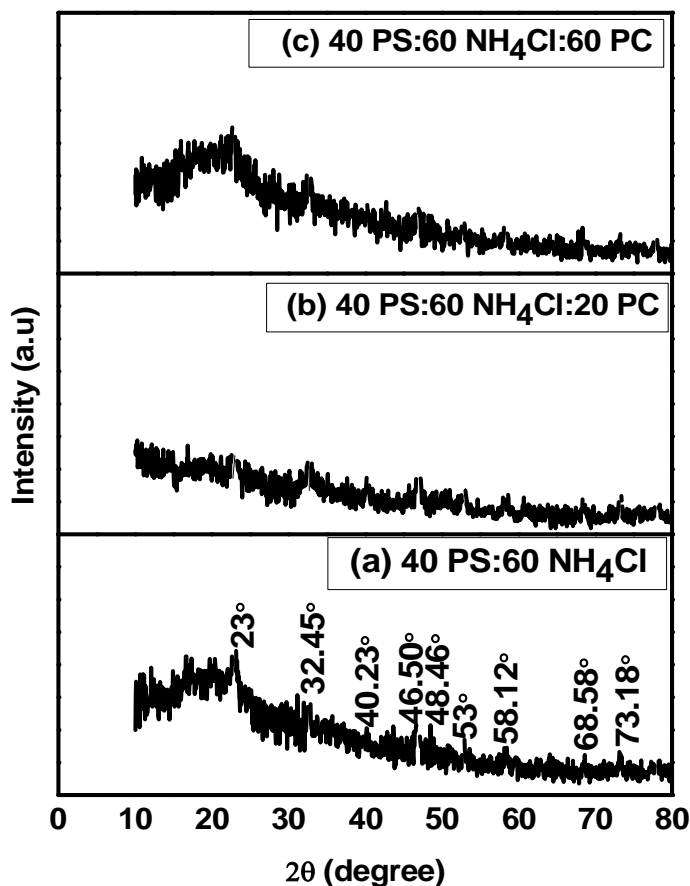 (c) 40 PS:60 NH₄Cl:60 PC
(b) 40 PS:60 NH₄Cl:20 PC
(a) 40 PS:60 NH₄Cl
23°
32.45°
40.23°
46.50°
48.46°
53°
58.12°
68.58°
73.18°
Intensity (a.u)
0 10 20 30 40 50 60 70 80
2θ (degree)